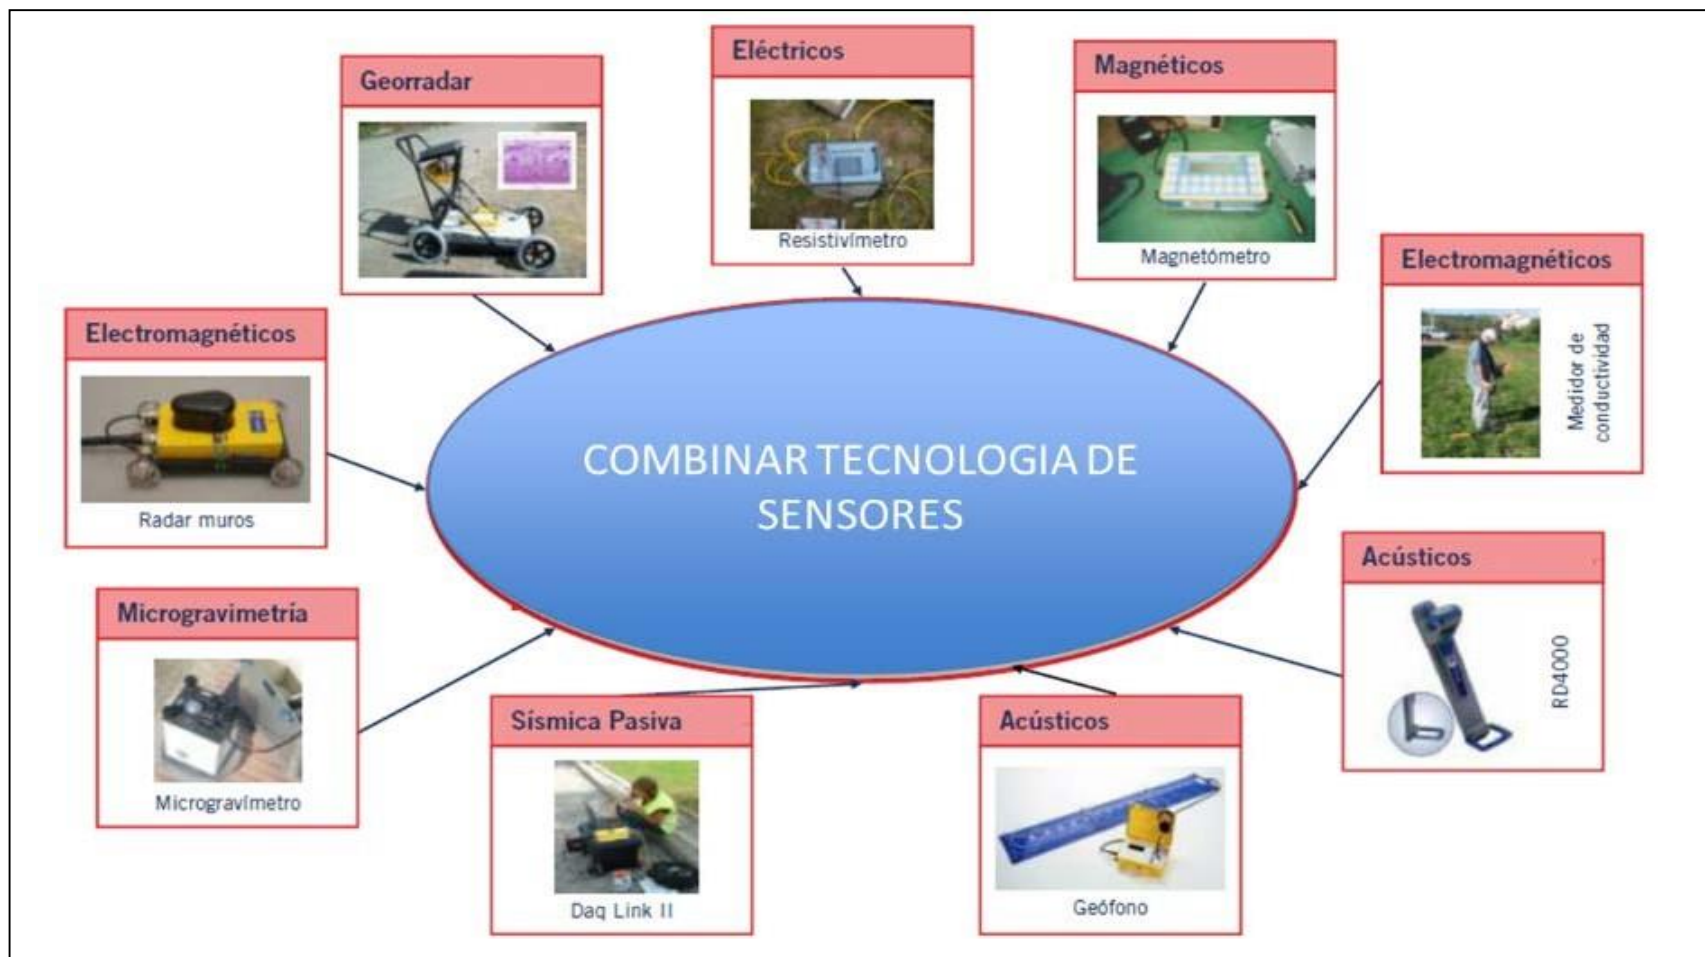 Eléctricos
Resistivímetro
Magnéticos
Magnetómetro
Georradar
Electromagnéticos
Medidor de
conductividad
Electromagnéticos
Radar muros
COMBINAR TECNOLOGIA DE
SENSORES
Acústicos
RD4000
Microgravimetría
Microgravímetro
Sísmica Pasiva
Daq Link II
Acústicos
Geófono